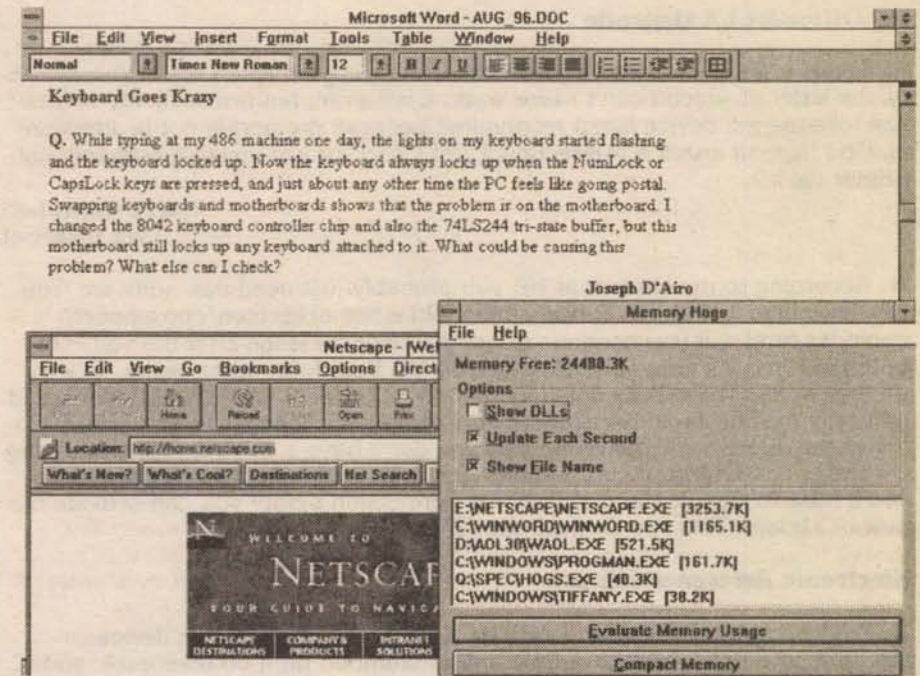 Microsoft Word - AUG_96.DOC
File Edit View Insert Format Tools Table Window Help
Normal Times New Roman 12 B I U
Keyboard Goes Krazy
Q. While typing at my 486 machine one day, the lights on my keyboard started flashing
and the keyboard locked up. Now the keyboard always locks up when the NumLock or
CapsLock keys are pressed, and just about any other time the PC feels like going postal.
Swapping keyboards and motherboards shows that the problem is on the motherboard. I
changed the 8042 keyboard controller chip and also the 74LS244 tri-state buffer, but this
motherboard still locks up any keyboard attached to it. What could be causing this
problem? What else can I check?
Joseph D'Airo
Netscape - [Wel
File Edit View Go Bookmarks Options Direct
Home Reload Open Print
Location: http://home.netscape.com
What's New? What's Cool? Destinations Net Search
N
WELCOME TO
NETSCAP
YOUR GUIDE TO NAVIGA
NETSCAPE DESTINATIONS COMPANY & PRODUCTS INTRANET SOLUTIONS
Memory Hogs
File Help
Memory Free: 24480.3K
Options
Show DLLs
Update Each Second
Show File Name
E:\NETSCAPE\NETSCAPE.EXE [3253.7K]
C:\WINWORD\WINWORD.EXE [1165.1K]
D:\AOL30\WAOL.EXE [521.5K]
C:\WINDOWS\PROGMAN.EXE [161.7K]
Q:\SPEC\HOGS.EXE [40.3K]
C:\WINDOWS\TIFFANY.EXE [38.2K]
Evaluate Memory Usage
Compact Memory